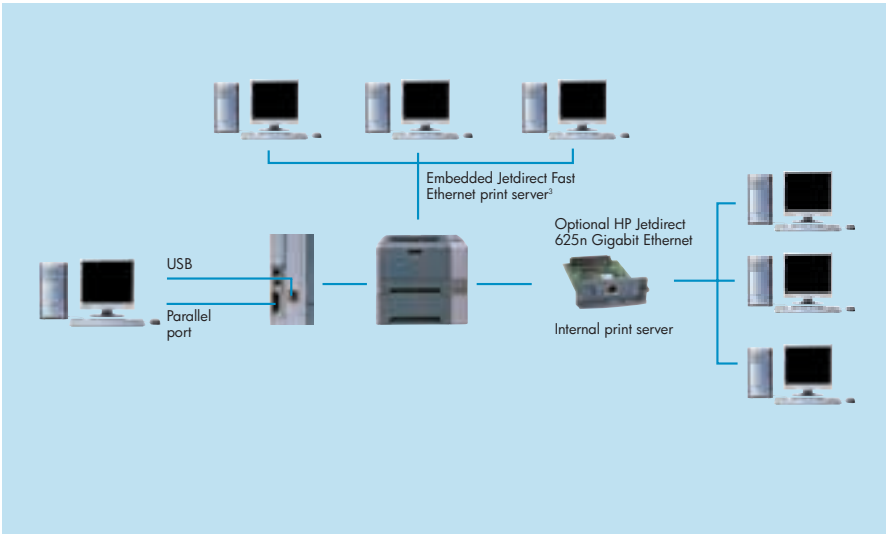 Embedded Jetdirect Fast
Ethernet print server³
Optional HP Jetdirect
625n Gigabit Ethernet
USB
Parallel
port
Internal print server